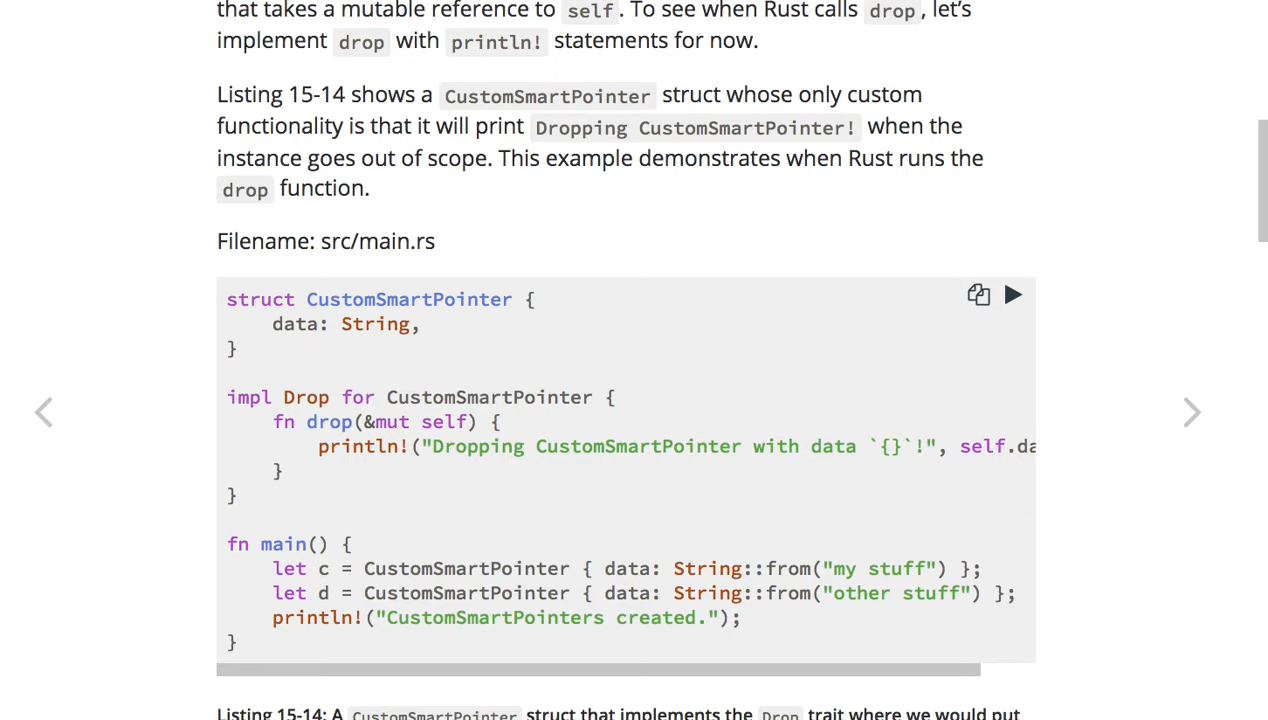 that takes a mutable reference to self. To see when Rust calls drop, let’s
implement drop with println! statements for now.
Listing 15-14 shows a CustomSmartPointer struct whose only custom
functionality is that it will print Dropping CustomSmartPointer! when the
instance goes out of scope. This example demonstrates when Rust runs the
drop function.
Filename: src/main.rs
struct CustomSmartPointer {
    data: String,
}
impl Drop for CustomSmartPointer {
    fn drop(&mut self) {
        println!("Dropping CustomSmartPointer with data `{}`!", self.da
    }
}
fn main() {
    let c = CustomSmartPointer { data: String::from("my stuff") };
    let d = CustomSmartPointer { data: String::from("other stuff") };
    println!("CustomSmartPointers created.");
}
Listing 15-14: A CustomSmartPointer struct that implements the Drop trait where we would put